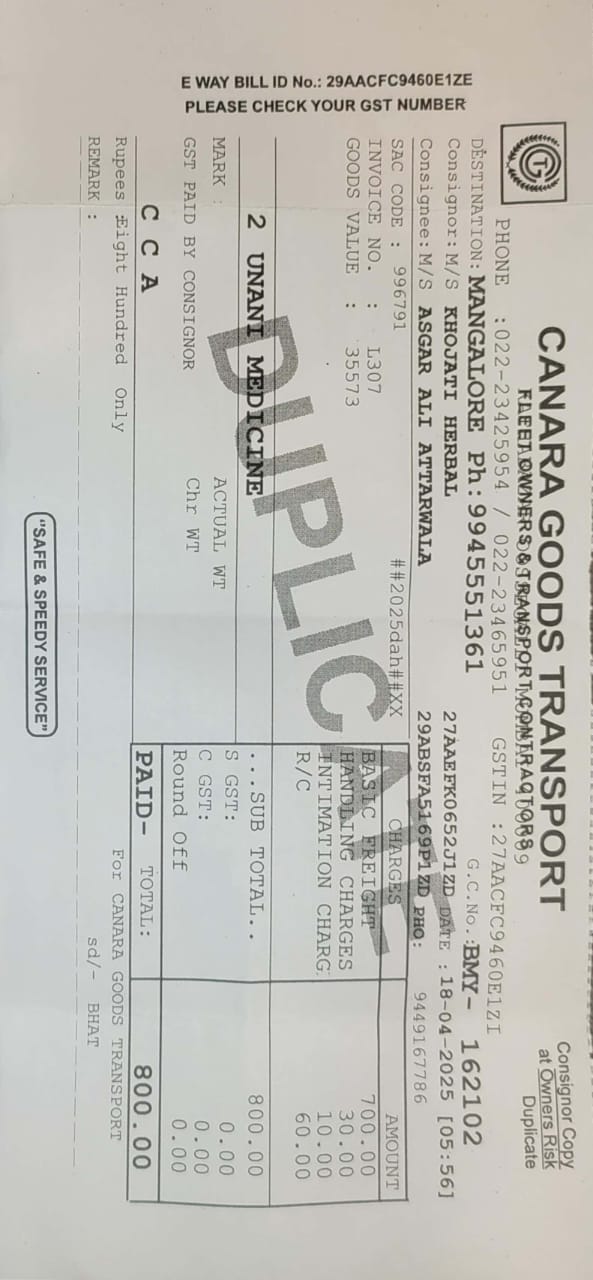 Consignor Copy
at Owners Risk
Duplicate
CANARA GOODS TRANSPORT
FLEET OWNERS & TRANSPORT CONTRACTORS
PHONE :022-23425954 / 022-23465951 GSTIN :27AACFC9460E1ZI
DESTINATION: MANGALORE Ph:9945551361 G.C.No.:BMY- 162102
Consignor: M/S KHOJATI HERBAL 27AAEFK0652J1ZD DATE :18-04-2025 [05:56]
Consignee: M/S ASGAR ALI ATTARWALA 29ABSFA5169P1ZD PHO: 9449167786
SAC CODE : 996791 ##2025dah##XX CHARGES AMOUNT
INVOICE NO. : L307 BASIC FREIGHT 700.00
GOODS VALUE : 35573 HANDLING CHARGES 30.00
INTIMATION CHARG 10.00
R/C 60.00
2 UNANI MEDICINE ...SUB TOTAL.. 800.00
MARK : ACTUAL WT S GST: 0.00
GST PAID BY CONSIGNOR Chr WT C GST: 0.00
Round Off 0.00
C C A PAID- TOTAL: 800.00
Rupees :Eight Hundred Only For CANARA GOODS TRANSPORT
REMARK : sd/- BHAT
"SAFE & SPEEDY SERVICE"
DUPLICATE
E WAY BILL ID No.: 29AACFC9460E1ZE
PLEASE CHECK YOUR GST NUMBER